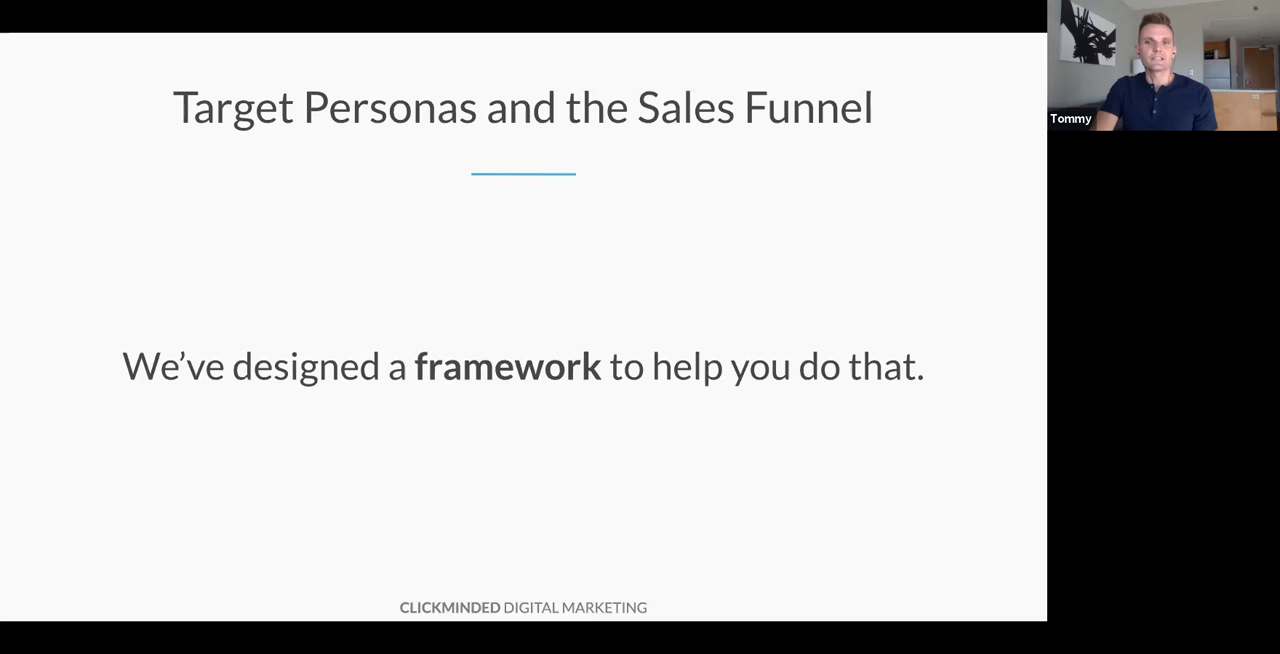 Target Personas and the Sales Funnel
Tommy
We’ve designed a framework to help you do that.
CLICKMINDED DIGITAL MARKETING